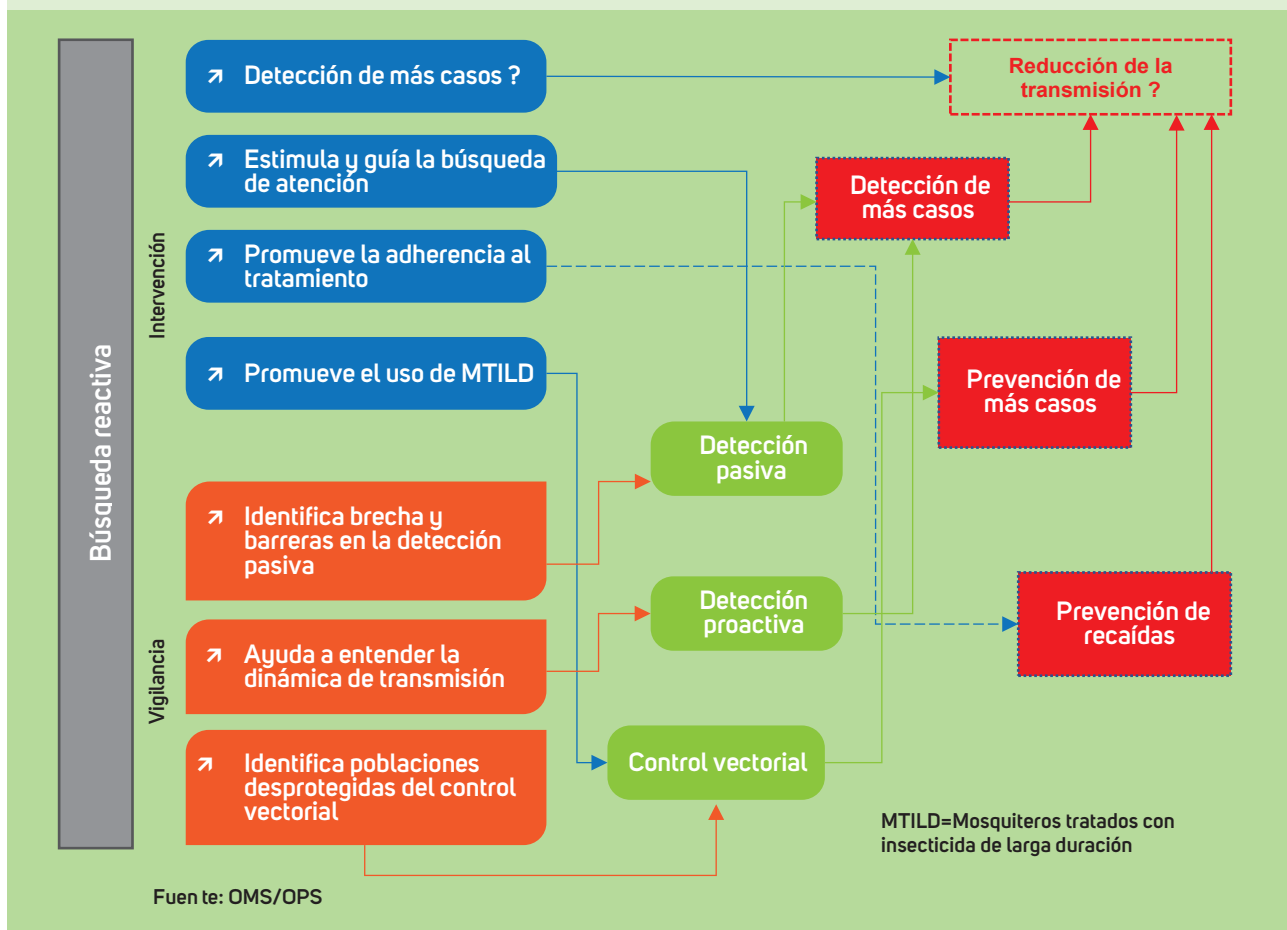 Búsqueda reactiva
Intervención
Vigilancia
↗ Detección de más casos ?
↗ Estimula y guía la búsqueda
de atención
↗ Promueve la adherencia al
tratamiento
↗ Promueve el uso de MTILD
↗ Identifica brecha y
barreras en la detección
pasiva
↗ Ayuda a entender la
dinámica de transmisión
↗ Identifica poblaciones
desprotegidas del control
vectorial
Detección
pasiva
Detección
proactiva
Control vectorial
Reducción de la
transmisión ?
Detección de
más casos
Prevención de
más casos
Prevención de
recaídas
MTILD=Mosquiteros tratados con
insecticida de larga duración
Fuen te: OMS/OPS